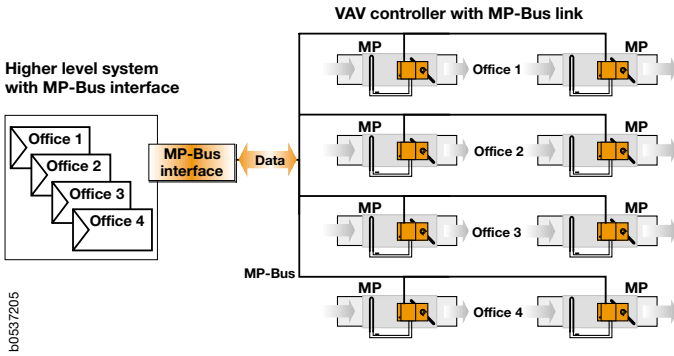 VAV controller with MP-Bus link
Higher level system
with MP-Bus interface
MP
MP
Office 1
Office 1
Office 2
Office 3
Office 4
MP-Bus
interface
Data
MP
MP
Office 2
MP
MP
Office 3
MP-Bus
MP
MP
Office 4
b0537205